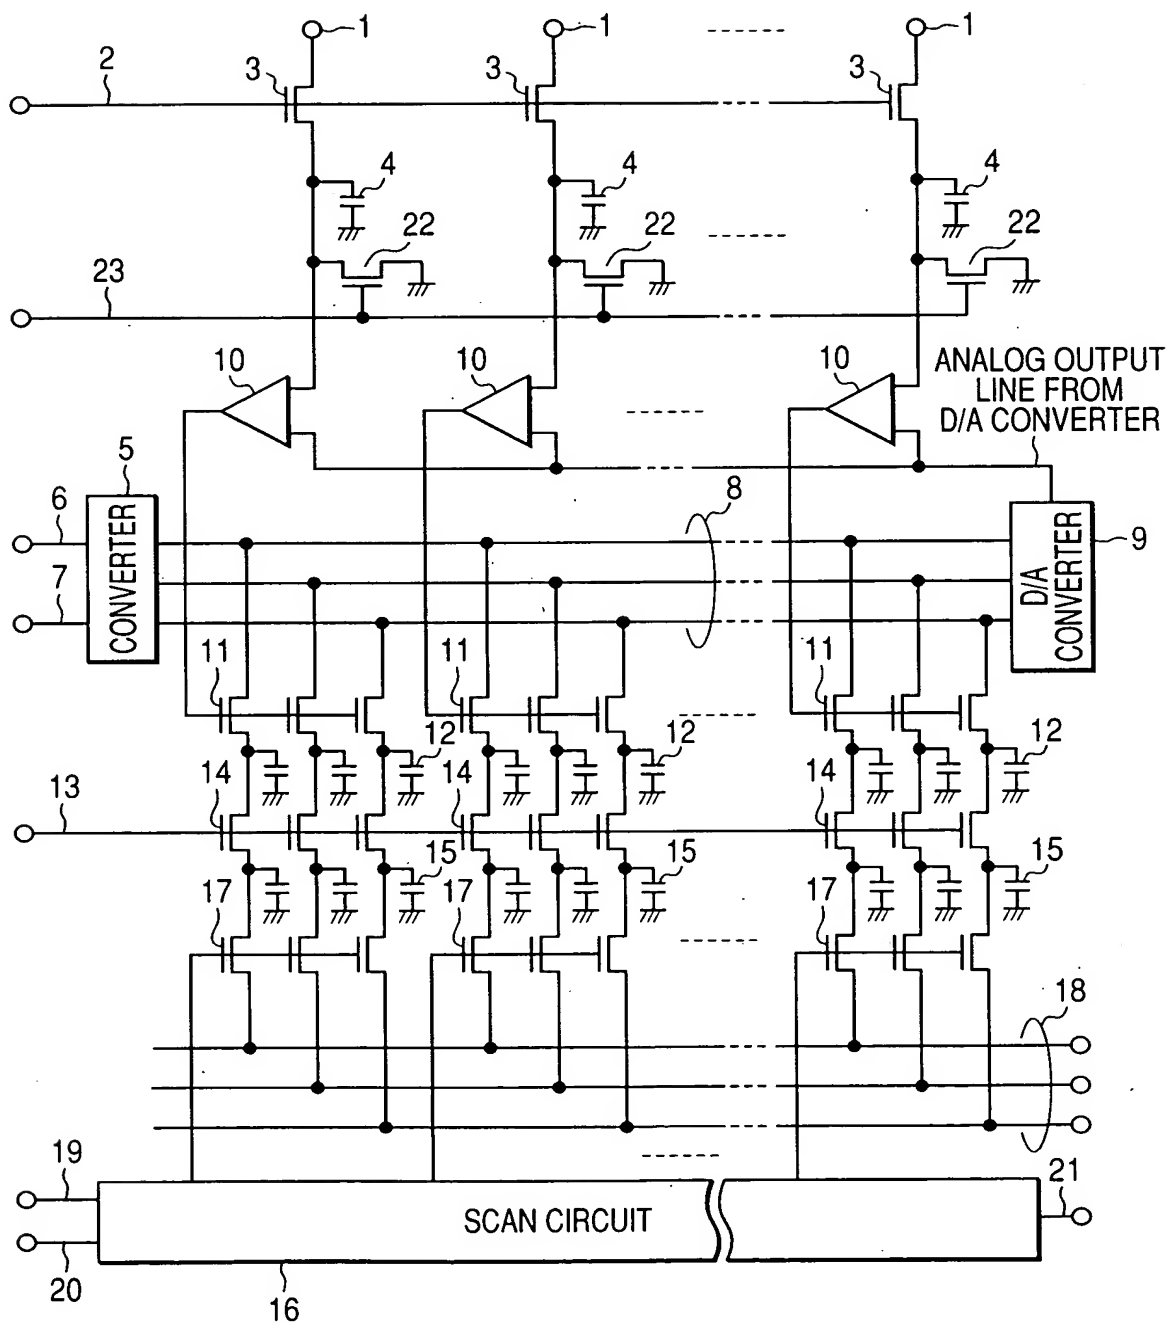 1 1 1
2 3 3 3
4 4 4
22 22 22
23
10 10 10
ANALOG OUTPUT
LINE FROM
D/A CONVERTER
5
8
6
CONVERTER
D/A
CONVERTER
9
7
11 11 11
12 12 12
14 14 14
13
15 15 15
17 17 17
18
19
21
SCAN CIRCUIT
20
16